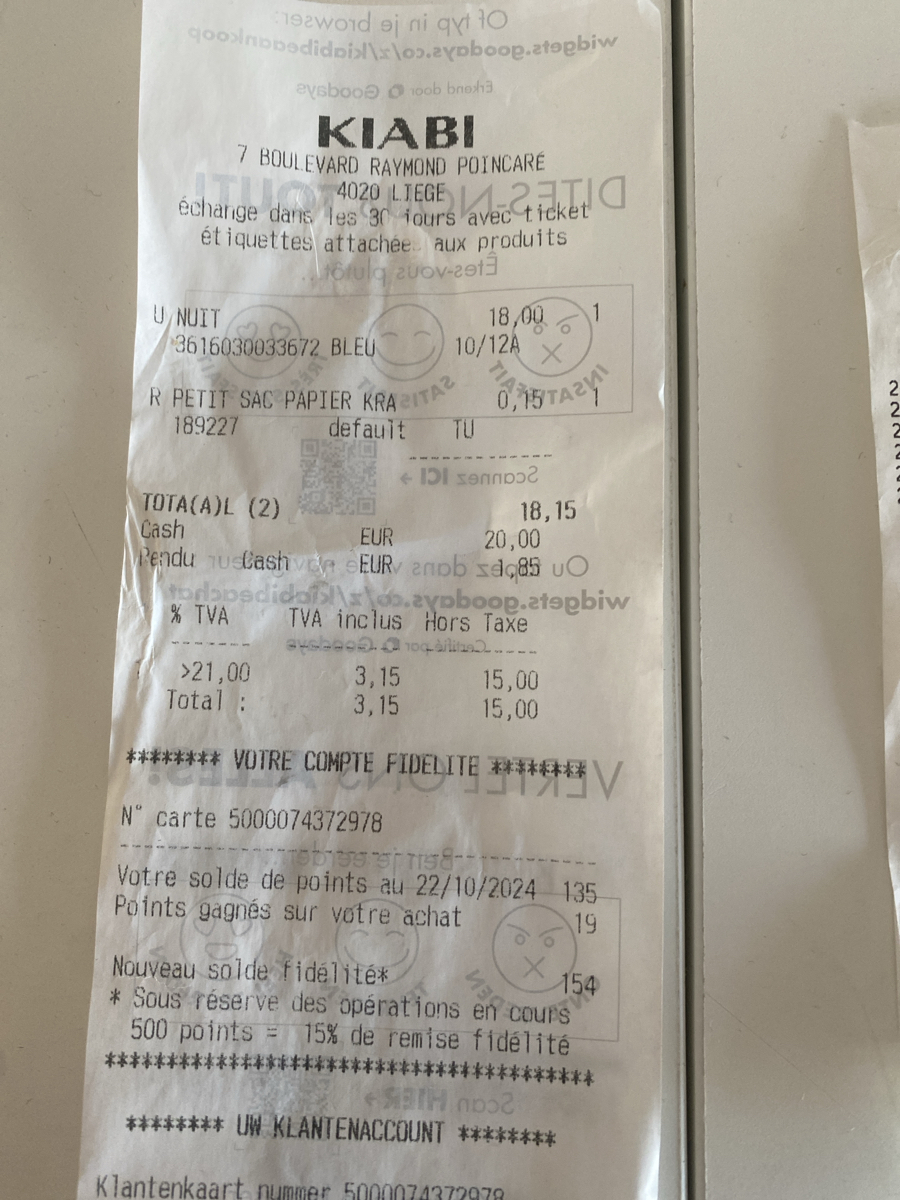 KIABI
7 BOULEVARD RAYMOND POINCARÉ
4020 LIEGE
échange dans les 30 jours avec ticket
étiquettes attachée aux produits
U NUIT 18,00 1
3616030033672 BLEU 10/12A
R PETIT SAC PAPIER KRA 0,15 1
189227 default TU
TOTA(A)L (2) 18,15
Cash EUR 20,00
Rendu Cash EUR 1,85
% TVA TVA inclus Hors Taxe
>21,00 3,15 15,00
Total : 3,15 15,00
******** VOTRE COMPTE FIDELITE ********
N° carte 5000074372978
Votre solde de points au 22/10/2024 135
Points gagnés sur votre achat 19
Nouveau solde fidélité* 154
* Sous réserve des opérations en cours
500 points = 15% de remise fidélité
******************************************
******** UW KLANTENACCOUNT ********
Klantenkaart nummer 5000074372978